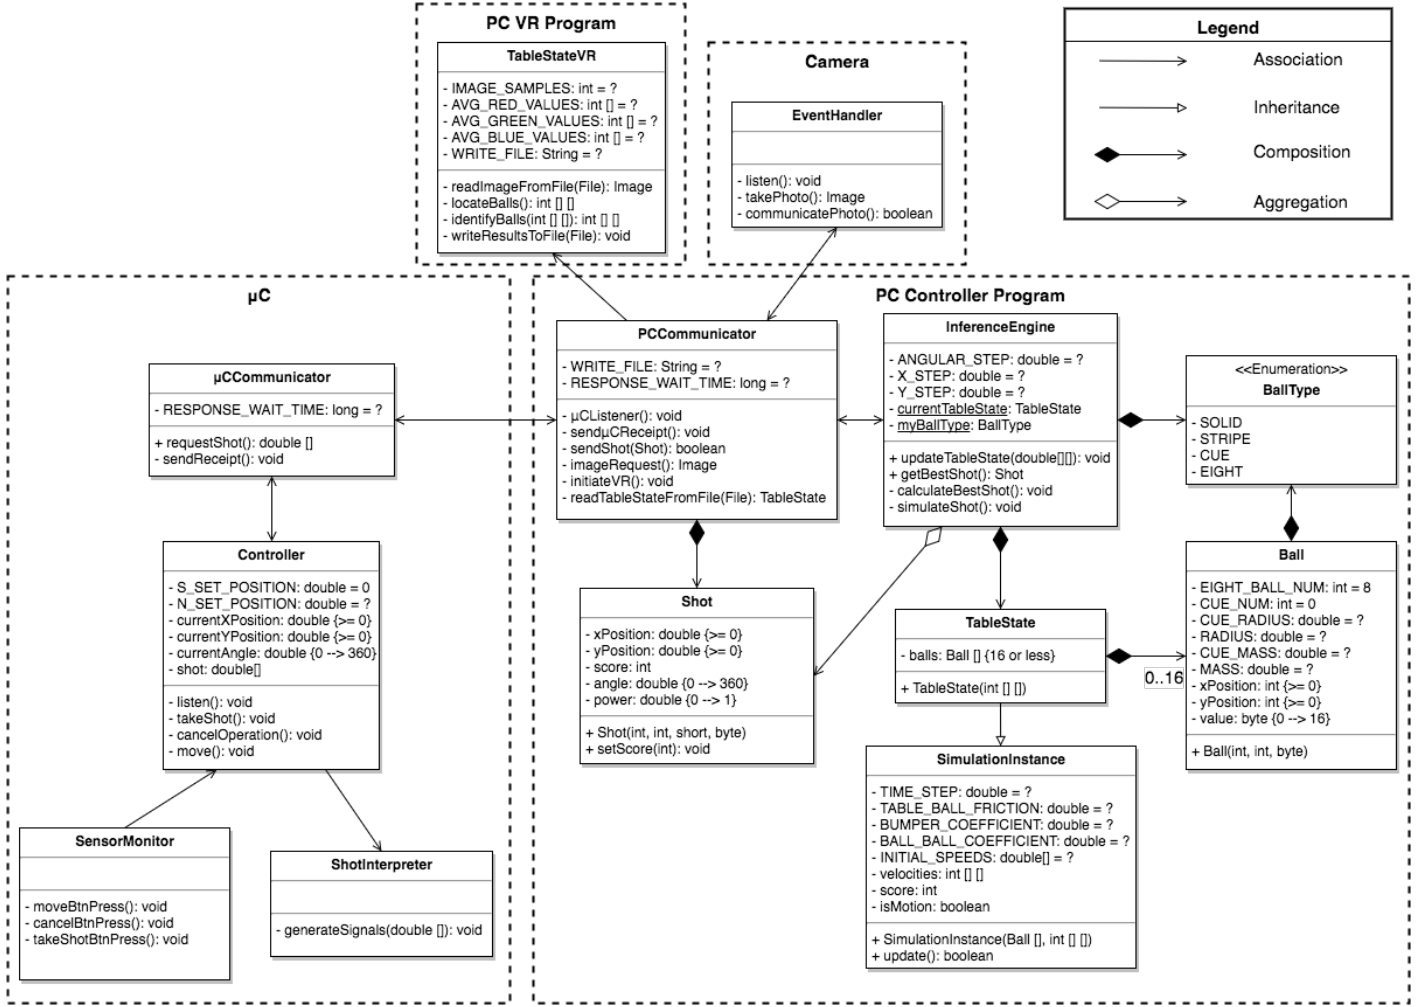 PC VR Program
TableStateVR
- IMAGE_SAMPLES: int = ?
- AVG_RED_VALUES: int [] = ?
- AVG_GREEN_VALUES: int [] = ?
- AVG_BLUE_VALUES: int [] = ?
- WRITE_FILE: String = ?
- readImageFromFile(File): Image
- locateBalls(): int [] []
- identifyBalls(int [] []): int [] []
- writeResultsToFile(File): void
Camera
EventHandler
- listen(): void
- takePhoto(): Image
- communicatePhoto(): boolean
Legend
Association
Inheritance
Composition
Aggregation
µC
µCCommunicator
- RESPONSE_WAIT_TIME: long = ?
+ requestShot(): double []
- sendReceipt(): void
Controller
- S_SET_POSITION: double = 0
- N_SET_POSITION: double = ?
- currentXPosition: double {>= 0}
- currentYPosition: double {>= 0}
- currentAngle: double {0 --> 360}
- shot: double[]
- listen(): void
- takeShot(): void
- cancelOperation(): void
- move(): void
SensorMonitor
- moveBtnPress(): void
- cancelBtnPress(): void
- takeShotBtnPress(): void
ShotInterpreter
- generateSignals(double []): void
PC Controller Program
PCCommunicator
- WRITE_FILE: String = ?
- RESPONSE_WAIT_TIME: long = ?
- µCListener(): void
- sendµCReceipt(): void
- sendShot(Shot): boolean
- imageRequest(): Image
- initiateVR(): void
- readTableStateFromFile(File): TableState
InferenceEngine
- ANGULAR_STEP: double = ?
- X_STEP: double = ?
- Y_STEP: double = ?
- currentTableState: TableState
- myBallType: BallType
+ updateTableState(double[][]): void
+ getBestShot(): Shot
- calculateBestShot(): void
- simulateShot(): void
<<Enumeration>>
BallType
- SOLID
- STRIPE
- CUE
- EIGHT
Shot
- xPosition: double {>= 0}
- yPosition: double {>= 0}
- score: int
- angle: double {0 --> 360}
- power: double {0 --> 1}
+ Shot(int, int, short, byte)
+ setScore(int): void
TableState
- balls: Ball [] {16 or less}
+ TableState(int [] [])
0..16
Ball
- EIGHT_BALL_NUM: int = 8
- CUE_NUM: int = 0
- CUE_RADIUS: double = ?
- RADIUS: double = ?
- CUE_MASS: double = ?
- MASS: double = ?
- xPosition: int {>= 0}
- yPosition: int {>= 0}
- value: byte {0 --> 16}
+ Ball(int, int, byte)
SimulationInstance
- TIME_STEP: double = ?
- TABLE_BALL_FRICTION: double = ?
- BUMPER_COEFFICIENT: double = ?
- BALL_BALL_COEFFICIENT: double = ?
- INITIAL_SPEEDS: double[] = ?
- velocities: int [] []
- score: int
- isMotion: boolean
+ SimulationInstance(Ball [], int [] [])
+ update(): boolean